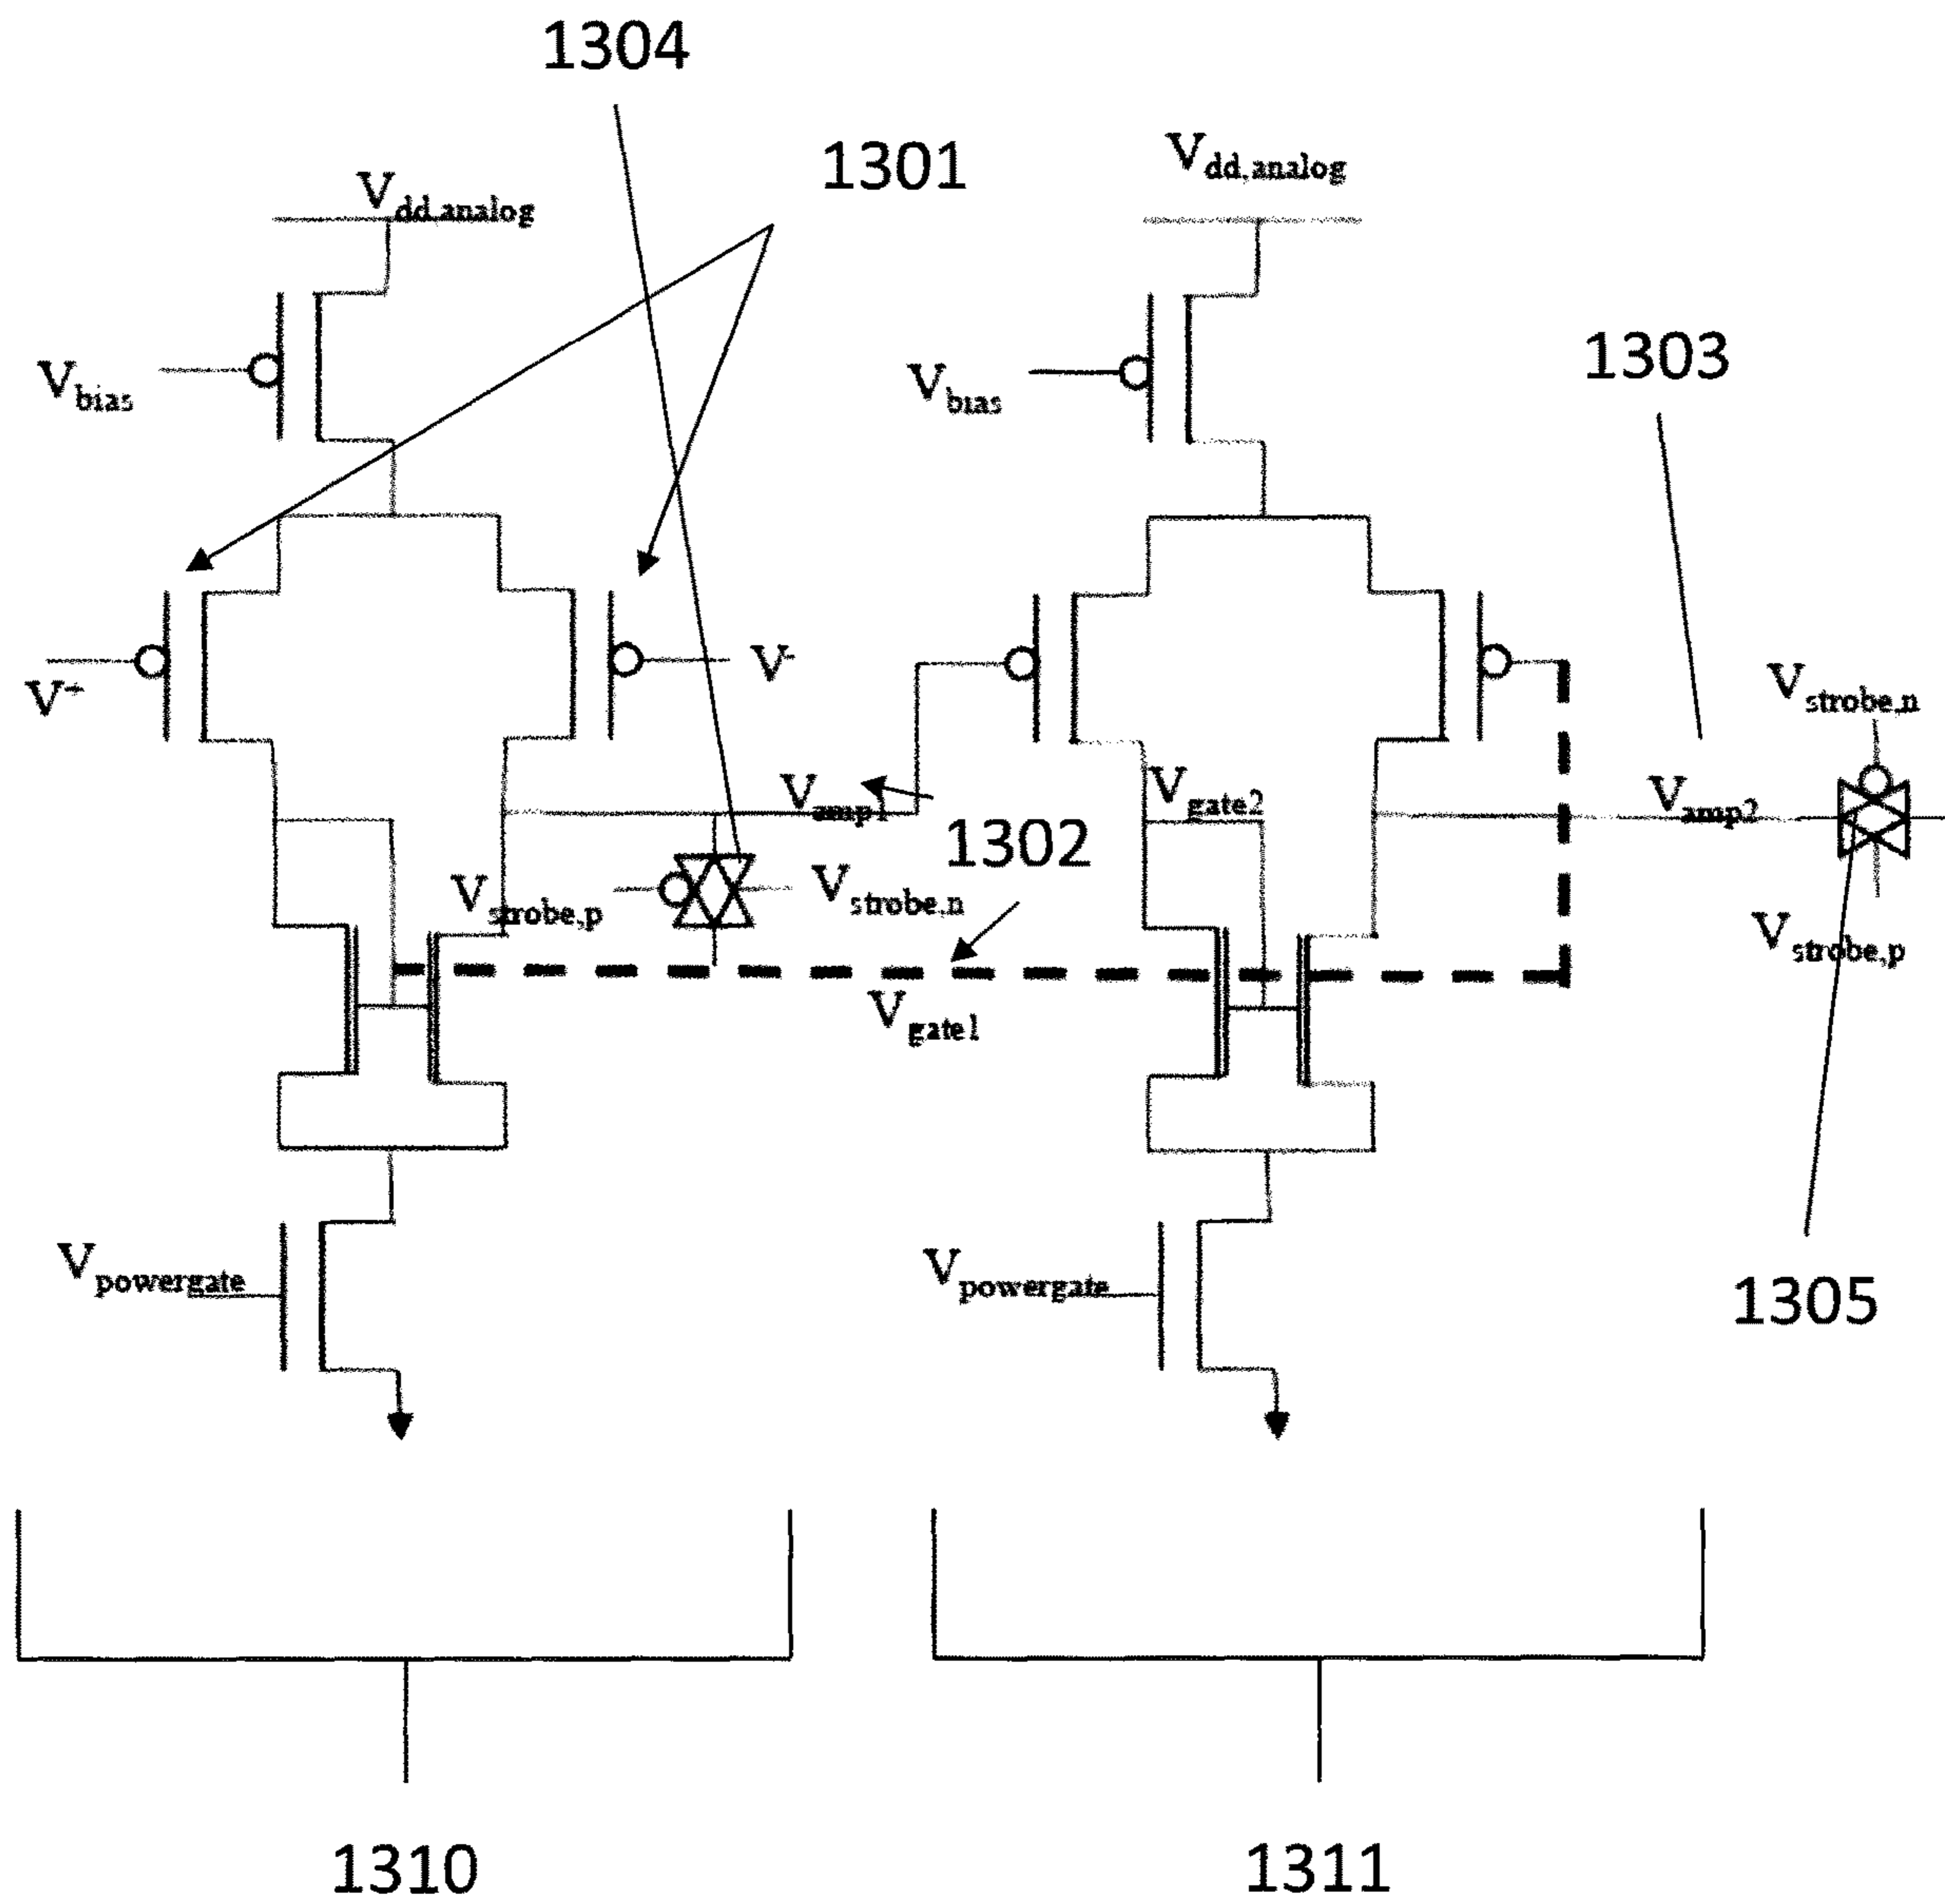 1304
1301
Vdd,analog
Vdd,analog
1303
Vbias
Vbias
V+
V-
Vstrobe,n
Vamp1
Vgate2
Vamp2
1302
Vstrobe,p
Vstrobe,n
Vstrobe,p
Vgate1
Vpowergate
Vpowergate
1305
1310
1311